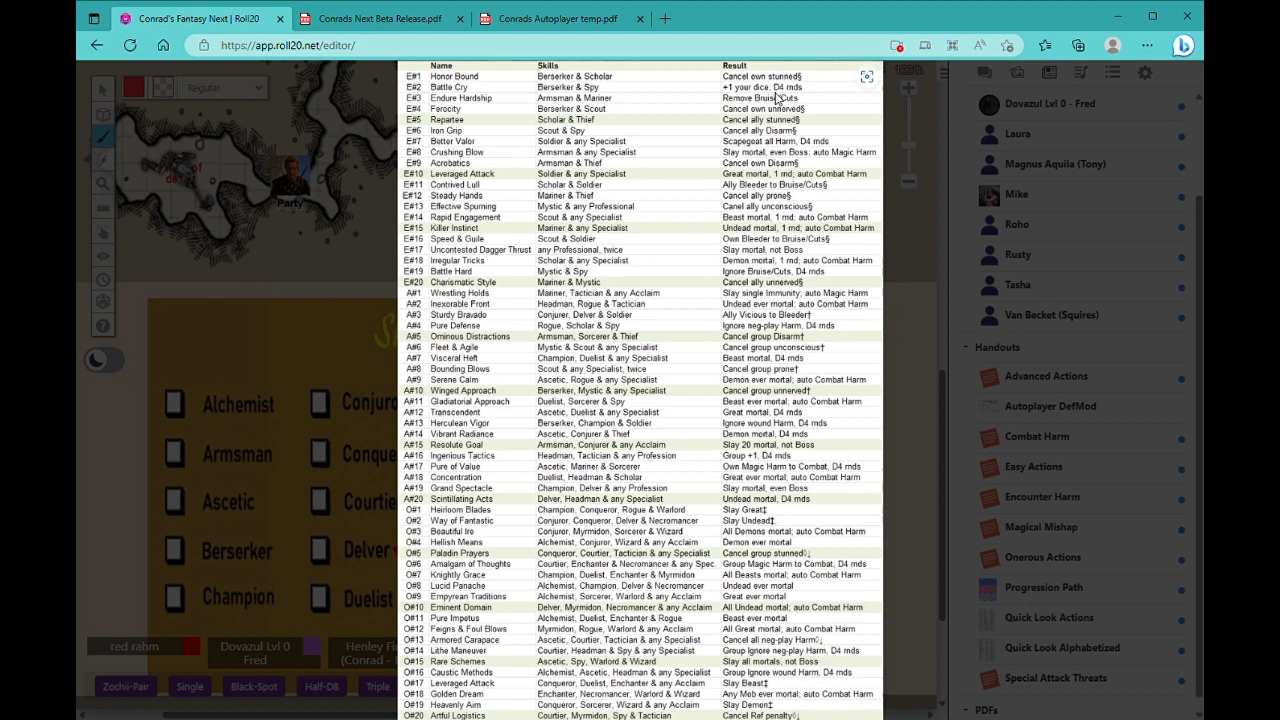 Conrad's Fantasy Next | Roll20
Conrads Next Beta Release.pdf
Conrads Autoplayer temp.pdf
https://app.roll20.net/editor/
Regular
Party
Name Skills Result
E#1 Honor Bound Berserker & Scholar Cancel own stunned§
E#2 Battle Cry Berserker & Spy +1 your dice, D4 rnds
E#3 Endure Hardship Armsman & Mariner Remove Bruise/Cuts
E#4 Ferocity Berserker & Scout Cancel own unnerved§
E#5 Repartee Scholar & Thief Cancel ally stunned§
E#6 Iron Grip Scout & Spy Cancel ally Disarm§
E#7 Better Valor Soldier & any Specialist Scapegoat all Harm, D4 rnds
E#8 Crushing Blow Armsman & any Specialist Slay mortal, even Boss; auto Magic Harm
E#9 Acrobatics Armsman & Thief Cancel own Disarm§
E#10 Leveraged Attack Soldier & any Specialist Great mortal, 1 rnd; auto Combat Harm
E#11 Contrived Lull Scholar & Soldier Ally Bleeder to Bruise/Cuts§
E#12 Steady Hands Mariner & Thief Cancel ally prone§
E#13 Effective Spurning Mystic & any Professional Canel ally unconscious§
E#14 Rapid Engagement Scout & any Specialist Beast mortal, 1 rnd; auto Combat Harm
E#15 Killer Instinct Mariner & any Specialist Undead mortal, 1 rnd; auto Combat Harm
E#16 Speed & Guile Scout & Soldier Own Bleeder to Bruise/Cuts§
E#17 Uncontested Dagger Thrust any Professional, twice Slay mortal, not Boss
E#18 Irregular Tricks Scholar & any Specialist Demon mortal, 1 rnd; auto Combat Harm
E#19 Battle Hard Mystic & Spy Ignore Bruise/Cuts, D4 rnds
E#20 Charismatic Style Mariner & Mystic Cancel ally unnerved§
A#1 Wrestling Holds Mariner, Tactician & any Acclaim Slay single Immunity; auto Magic Harm
A#2 Inexorable Front Headman, Rogue & Tactician Undead ever mortal; auto Combat Harm
A#3 Sturdy Bravado Conjurer, Delver & Soldier Ally Vicious to Bleeder†
A#4 Pure Defense Rogue, Scholar & Spy Ignore neg-play Harm, D4 rnds
A#5 Ominous Distractions Armsman, Sorcerer & Thief Cancel group Disarm†
A#6 Fleet & Agile Mystic & Scout & any Specialist Cancel group unconscious†
A#7 Visceral Heft Champion, Duelist & any Specialist Beast mortal, D4 rnds
A#8 Bounding Blows Scout & any Specialist, twice Cancel group prone†
A#9 Serene Calm Ascetic, Rogue & any Specialist Demon ever mortal; auto Combat Harm
A#10 Winged Approach Berserker, Mystic & any Specialist Cancel group unnerved†
A#11 Gladiatorial Approach Duelist, Sorcerer & Spy Beast ever mortal; auto Combat Harm
A#12 Transcendent Ascetic, Duelist & any Specialist Great mortal, D4 rnds
A#13 Herculean Vigor Berserker, Champion & Soldier Ignore wound Harm, D4 rnds
A#14 Vibrant Radiance Ascetic, Conjurer & Thief Demon mortal, D4 rnds
A#15 Resolute Goal Armsman, Conjurer & any Acclaim Slay 20 mortal, not Boss
A#16 Ingenious Tactics Headman, Tactician & any Profession Group +1, D4 rnds
A#17 Pure of Value Ascetic, Mariner & Sorcerer Own Magic Harm to Combat, D4 rnds
A#18 Concentration Duelist, Headman & Scholar Great ever mortal; auto Combat Harm
A#19 Grand Spectacle Champion, Delver & any Profession Slay mortal, even Boss
A#20 Scintillating Acts Delver, Headman & any Specialist Undead mortal, D4 rnds
O#1 Heirloom Blades Champion, Conqueror, Rogue & Warlord Slay Great‡
O#2 Way of Fantastic Conjuror, Conqueror, Delver & Necromancer Slay Undead‡
O#3 Beautiful Ire Conjurer, Myrmidon, Sorcerer & Wizard All Demons mortal; auto Combat Harm
O#4 Hellish Means Alchemist, Conjuror, Wizard & any Acclaim Demon ever mortal
O#5 Paladin Prayers Conqueror, Courtier, Tactician & any Specialist Cancel group stunned◊↓
O#6 Amalgam of Thoughts Courtier, Enchanter & Necromancer & any Spec. Group Magic Harm to Combat, D4 rnds
O#7 Knightly Grace Champion, Duelist, Enchanter & Myrmidon All Beasts mortal; auto Combat Harm
O#8 Lucid Panache Alchemist, Champion, Delver & Necromancer Undead ever mortal
O#9 Empyrean Traditions Alchemist, Sorcerer, Warlord & any Acclaim Great ever mortal
O#10 Eminent Domain Delver, Myrmidon, Necromancer & any Acclaim All Undead mortal; auto Combat Harm
O#11 Pure Impetus Alchemist, Duelist, Enchanter & Rogue Beast ever mortal
O#12 Feigns & Foul Blows Myrmidon, Rogue, Warlord & any Acclaim All Great mortal; auto Combat Harm
O#13 Armored Carapace Ascetic, Courtier, Tactician & any Specialist Cancel all neg-play Harm◊↓
O#14 Lithe Maneuver Courtier, Headman & Spy & any Specialist Group Ignore neg-play Harm, D4 rnds
O#15 Rare Schemes Ascetic, Spy, Warlord & Wizard Slay all mortals, not Boss
O#16 Caustic Methods Alchemist, Ascetic, Headman & any Specialist Group Ignore wound Harm, D4 rnds
O#17 Leveraged Attack Conqueror, Duelist, Enchanter & any Acclaim Slay Beast‡
O#18 Golden Dream Enchanter, Necromancer, Warlord & Wizard Any Mob ever mortal; auto Combat Harm
O#19 Heavenly Aim Conqueror, Sorcerer, Wizard & any Acclaim Slay Demon‡
O#20 Artful Logistics Courtier, Myrmidon, Spy & Tactician Cancel Ref penalty◊↓
Alchemist
Armsman
Ascetic
Berserker
Champion
Delver
Duelist
red rahm
Dovazul Lvl 0
Fred
Zochii-Pair
Single
Black-Spot
Half-D8
Triple
Dovazul Lvl 0 - Fred
Laura
Magnus Aquila (Tony)
Mike
Roho
Rusty
Tasha
Van Becket (Squires)
Handouts
Advanced Actions
Autoplayer DefMod
Combat Harm
Easy Actions
Encounter Harm
Magical Mishap
Onerous Actions
Progression Path
Quick Look Actions
Quick Look Alphabetized
Special Attack Threats
PDFs